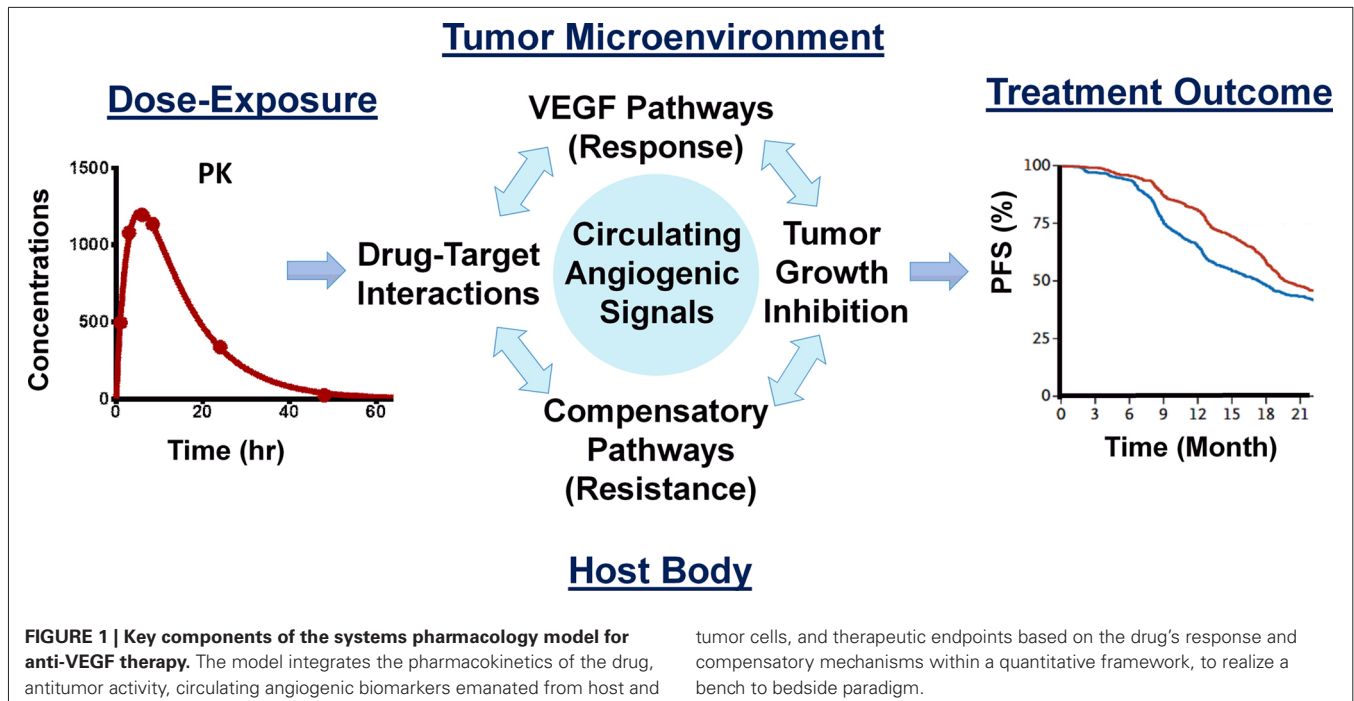 Tumor Microenvironment
Dose-Exposure
PK
1500
1000
500
0
0 20 40 60
Concentrations
Time (hr)
VEGF Pathways
(Response)
Drug-Target
Interactions
Circulating
Angiogenic
Signals
Tumor
Growth
Inhibition
Compensatory
Pathways
(Resistance)
Treatment Outcome
100
75
50
25
0
0 3 6 9 12 15 18 21
PFS (%)
Time (Month)
Host Body
FIGURE 1 | Key components of the systems pharmacology model for
anti-VEGF therapy. The model integrates the pharmacokinetics of the drug,
antitumor activity, circulating angiogenic biomarkers emanated from host and
tumor cells, and therapeutic endpoints based on the drug's response and
compensatory mechanisms within a quantitative framework, to realize a
bench to bedside paradigm.